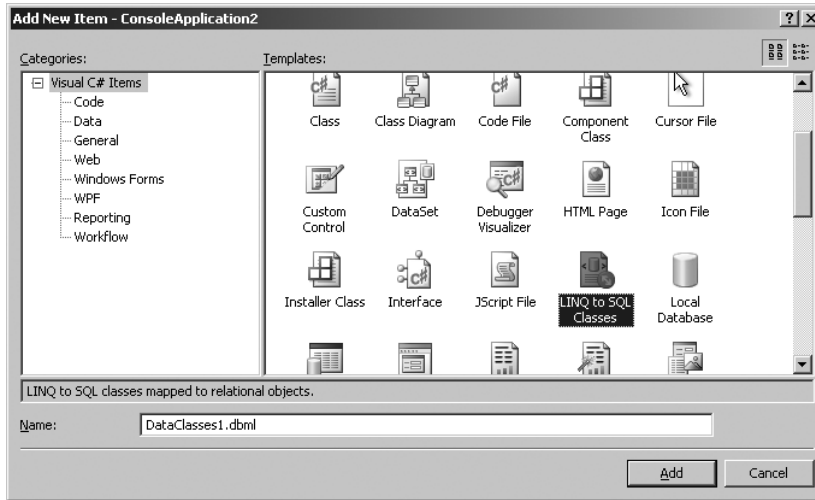 Add New Item - ConsoleApplication2
Categories:
Templates:
Visual C# Items
Code
Data
General
Web
Windows Forms
WPF
Reporting
Workflow
Class
Class Diagram
Code File
Component
Class
Cursor File
Custom
Control
DataSet
Debugger
Visualizer
HTML Page
Icon File
Installer Class
Interface
JScript File
LINQ to SQL
Classes
Local
Database
LINQ to SQL classes mapped to relational objects.
Name:
DataClasses1.dbml
Add
Cancel